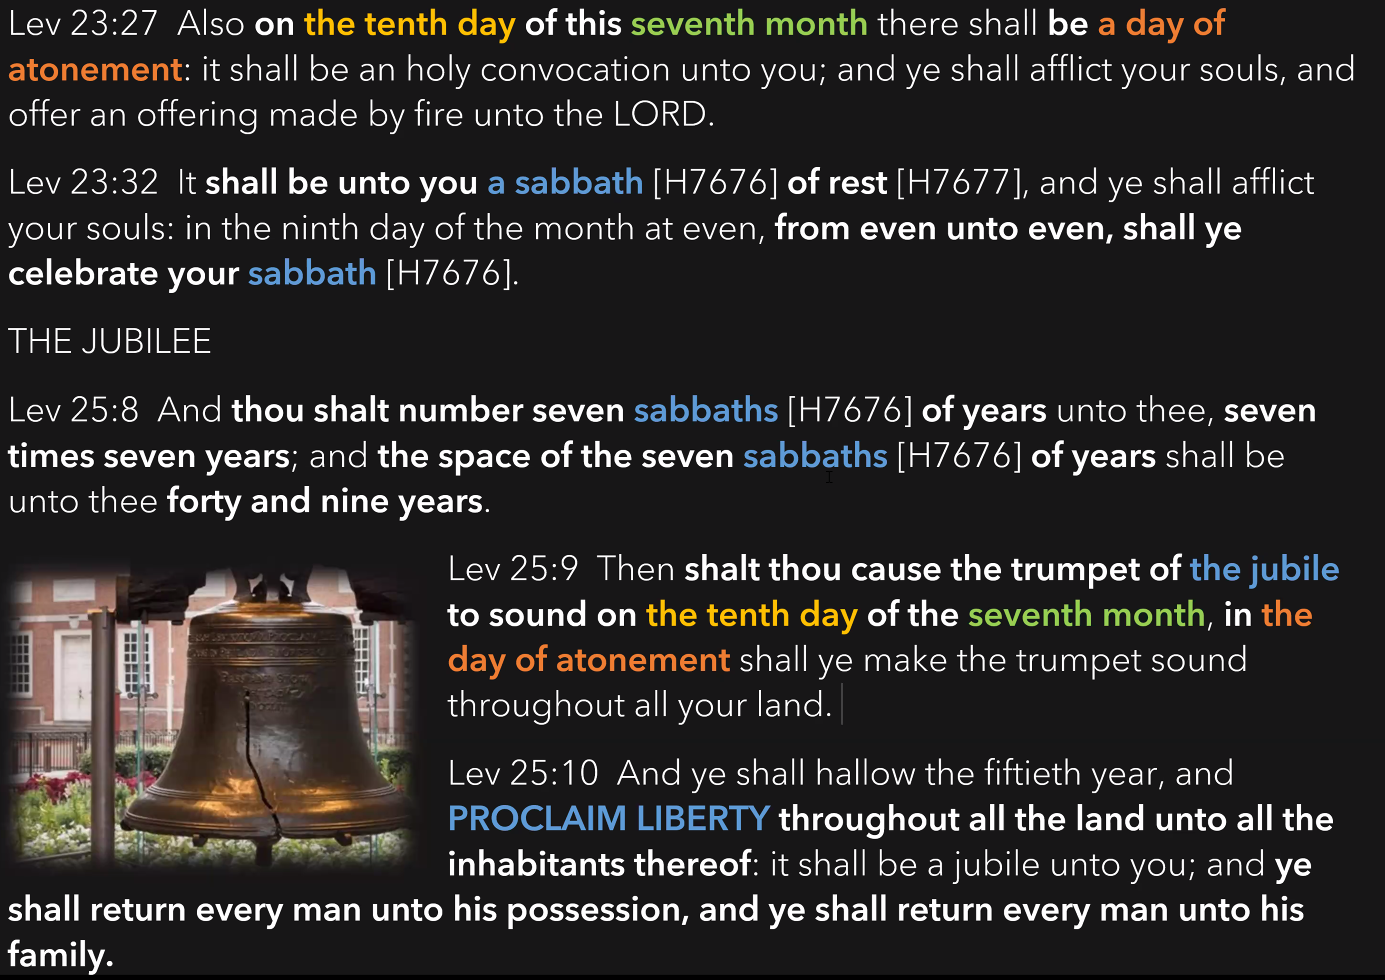 Lev 23:27  Also on the tenth day of this seventh month there shall be a day of
atonement: it shall be an holy convocation unto you; and ye shall afflict your souls, and
offer an offering made by fire unto the LORD.
Lev 23:32  It shall be unto you a sabbath [H7676] of rest [H7677], and ye shall afflict
your souls: in the ninth day of the month at even, from even unto even, shall ye
celebrate your sabbath [H7676].
THE JUBILEE
Lev 25:8  And thou shalt number seven sabbaths [H7676] of years unto thee, seven
times seven years; and the space of the seven sabbaths [H7676] of years shall be
unto thee forty and nine years.
Lev 25:9  Then shalt thou cause the trumpet of the jubile
to sound on the tenth day of the seventh month, in the
day of atonement shall ye make the trumpet sound
throughout all your land.
Lev 25:10  And ye shall hallow the fiftieth year, and
PROCLAIM LIBERTY throughout all the land unto all the
inhabitants thereof: it shall be a jubile unto you; and ye
shall return every man unto his possession, and ye shall return every man unto his
family.